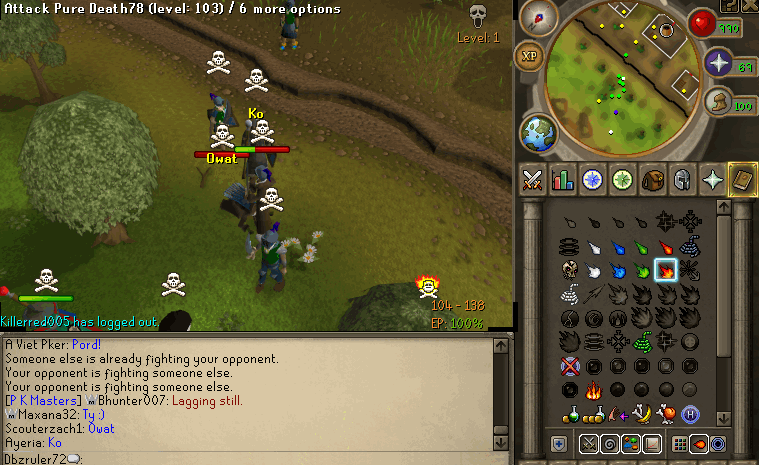 Attack Pure Death78 (level: 103) / 6 more options
Level: 1
990
XP
69
100
Ko
Owat
104 - 138
EP: 100%
Killerred005 has logged out.
A Viet Pker: Pord!
Someone else is already fighting your opponent.
Your opponent is fighting someone else.
Your opponent is fighting someone else.
[P K Masters] Bhunter007: Lagging still.
Maxana32: Ty :)
Scouterzach1: Owat
Ayeria: Ko
Dbzruler72: